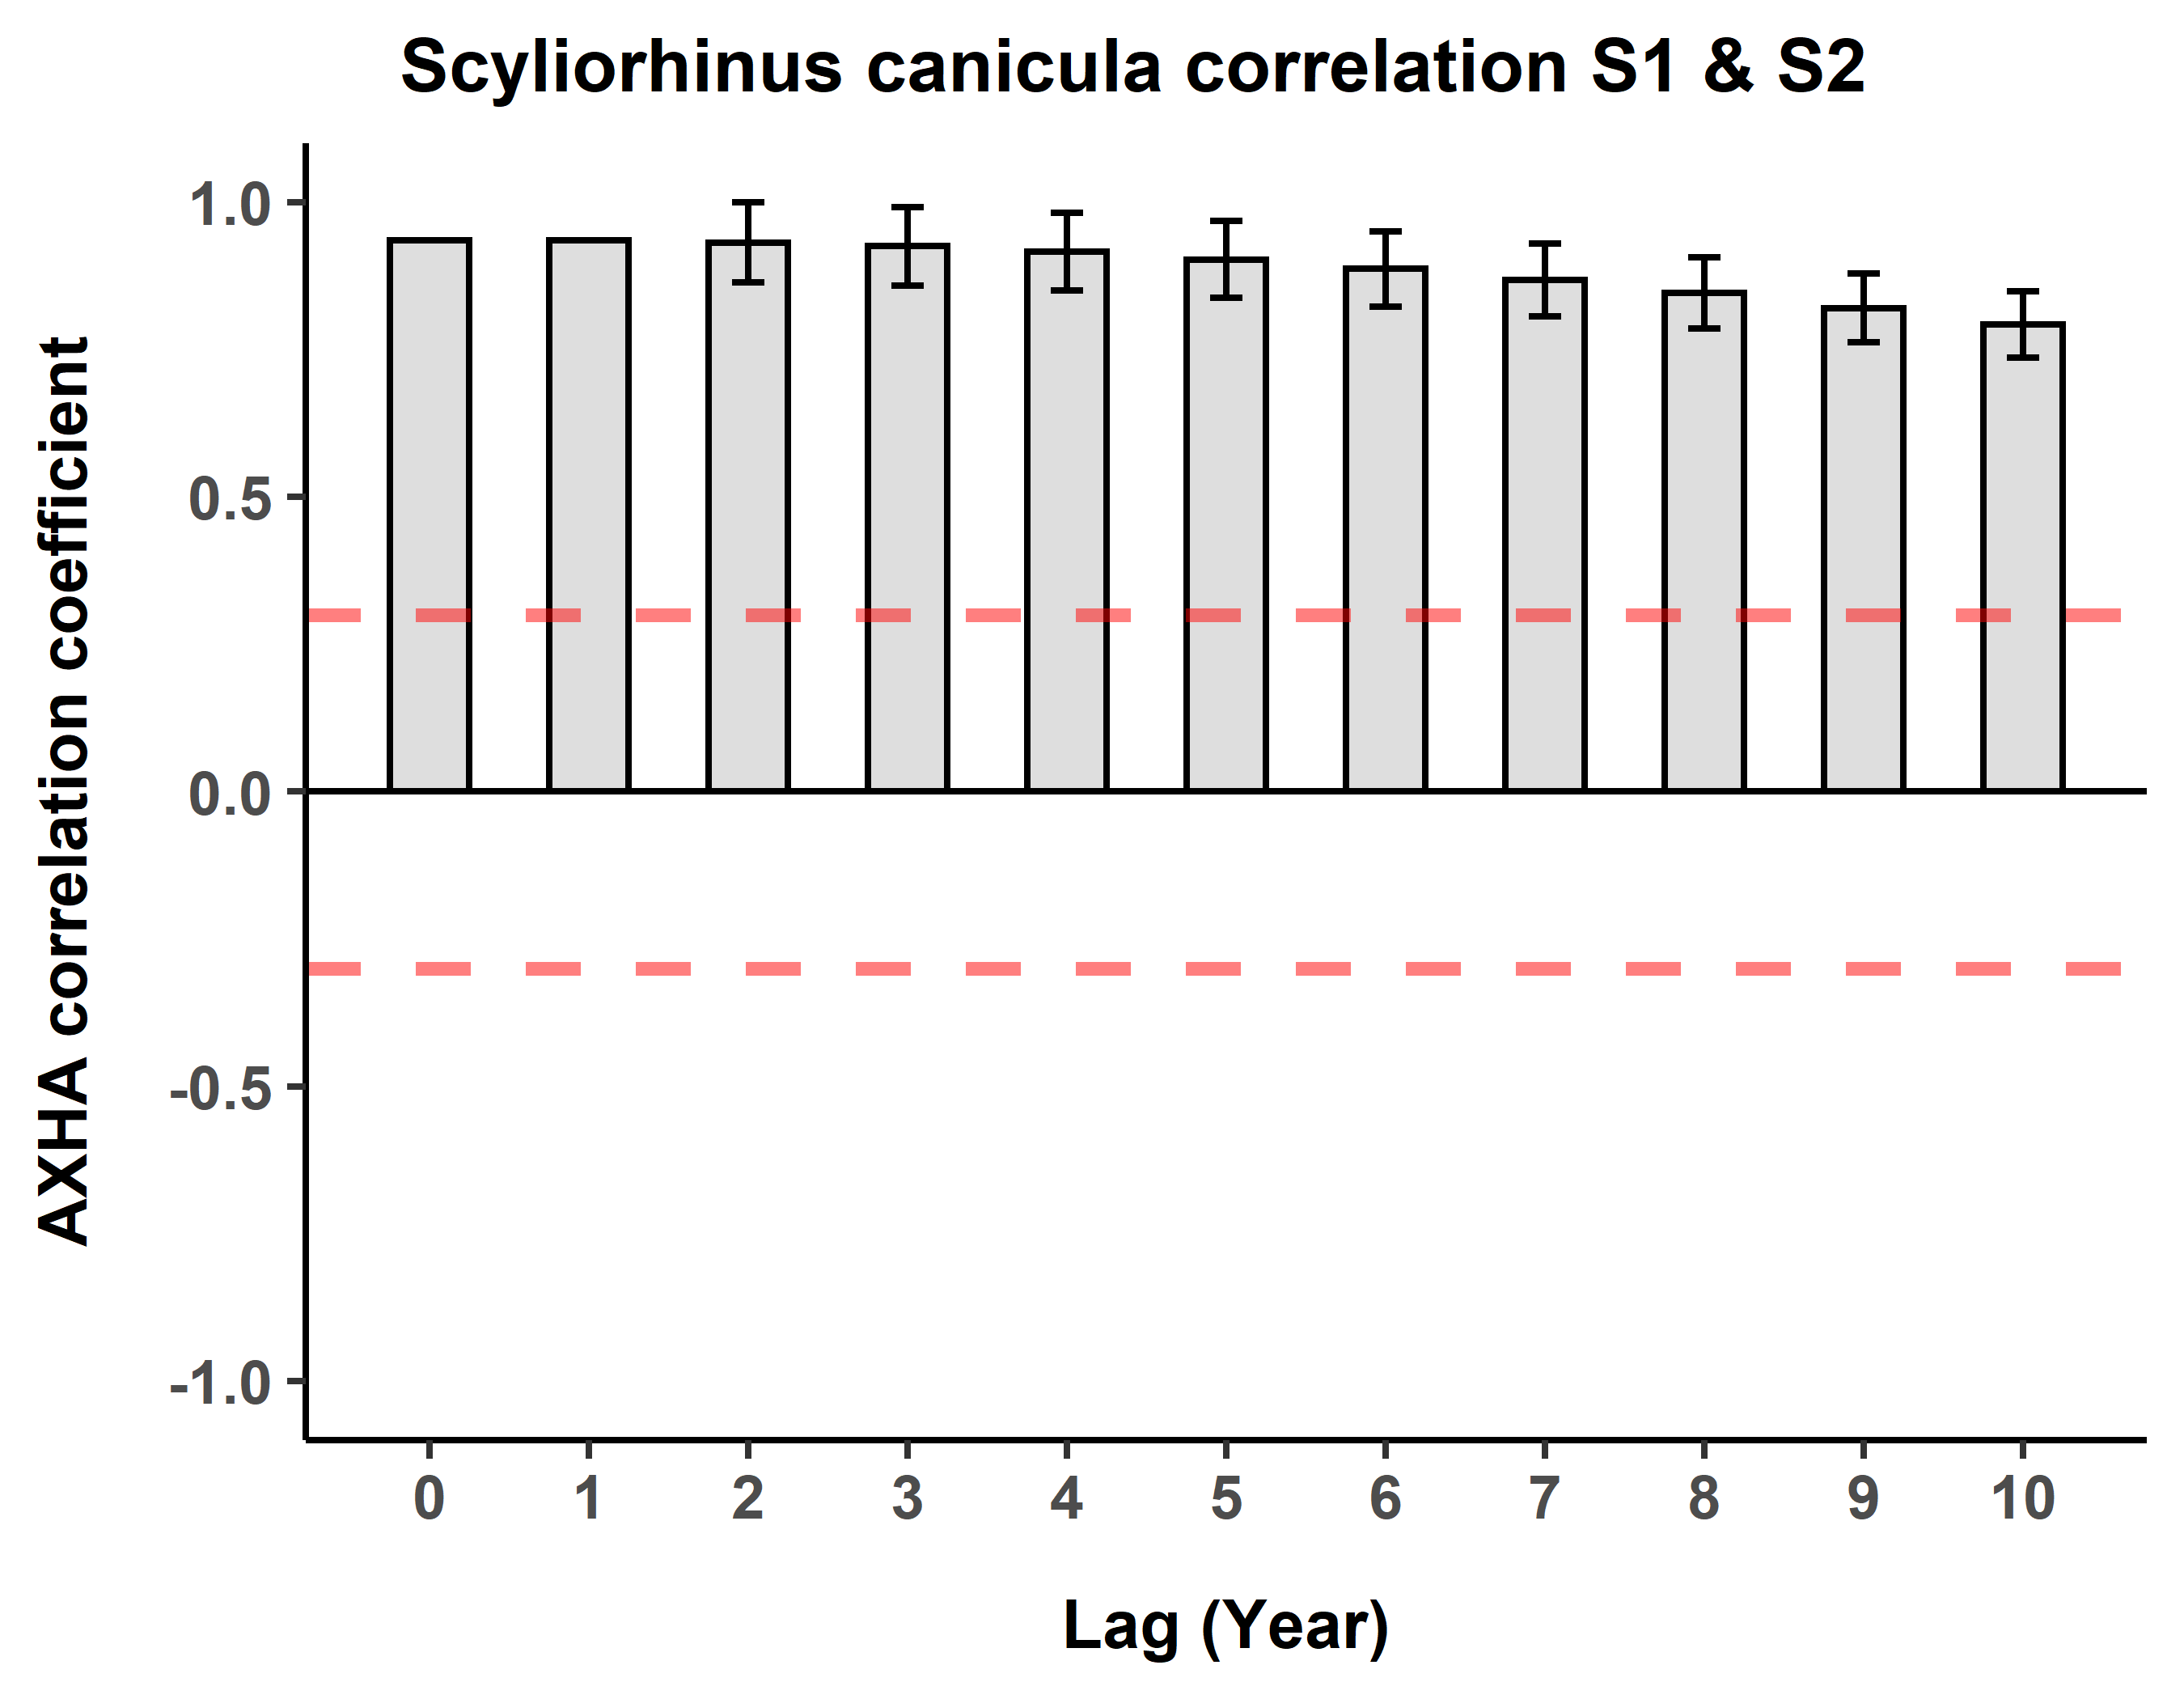 Scyliorhinus canicula correlation S1 & S2
AXHA correlation coefficient
1.0
0.5
0.0
-0.5
-1.0
0 1 2 3 4 5 6 7 8 9 10
Lag (Year)